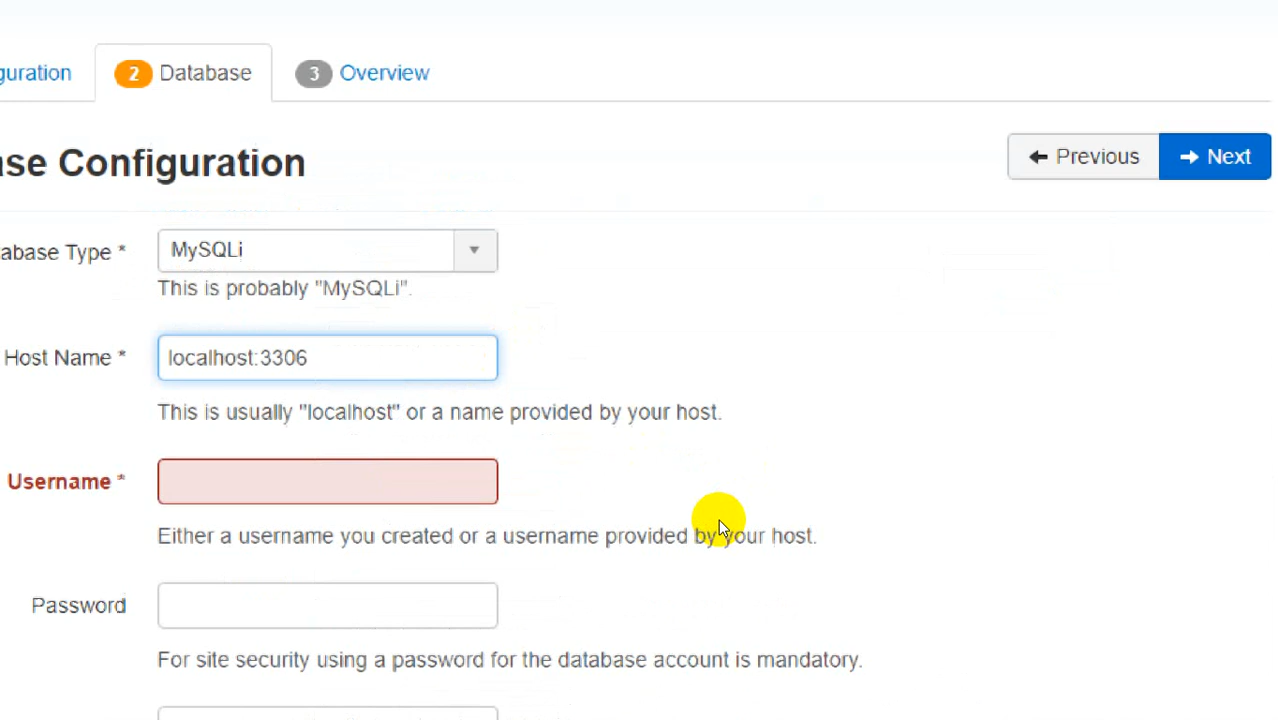 guration 2 Database 3 Overview
se Configuration
Previous Next
abase Type *
MySQLi
This is probably "MySQLi".
Host Name *
localhost:3306
This is usually "localhost" or a name provided by your host.
Username *
Either a username you created or a username provided by your host.
Password
For site security using a password for the database account is mandatory.